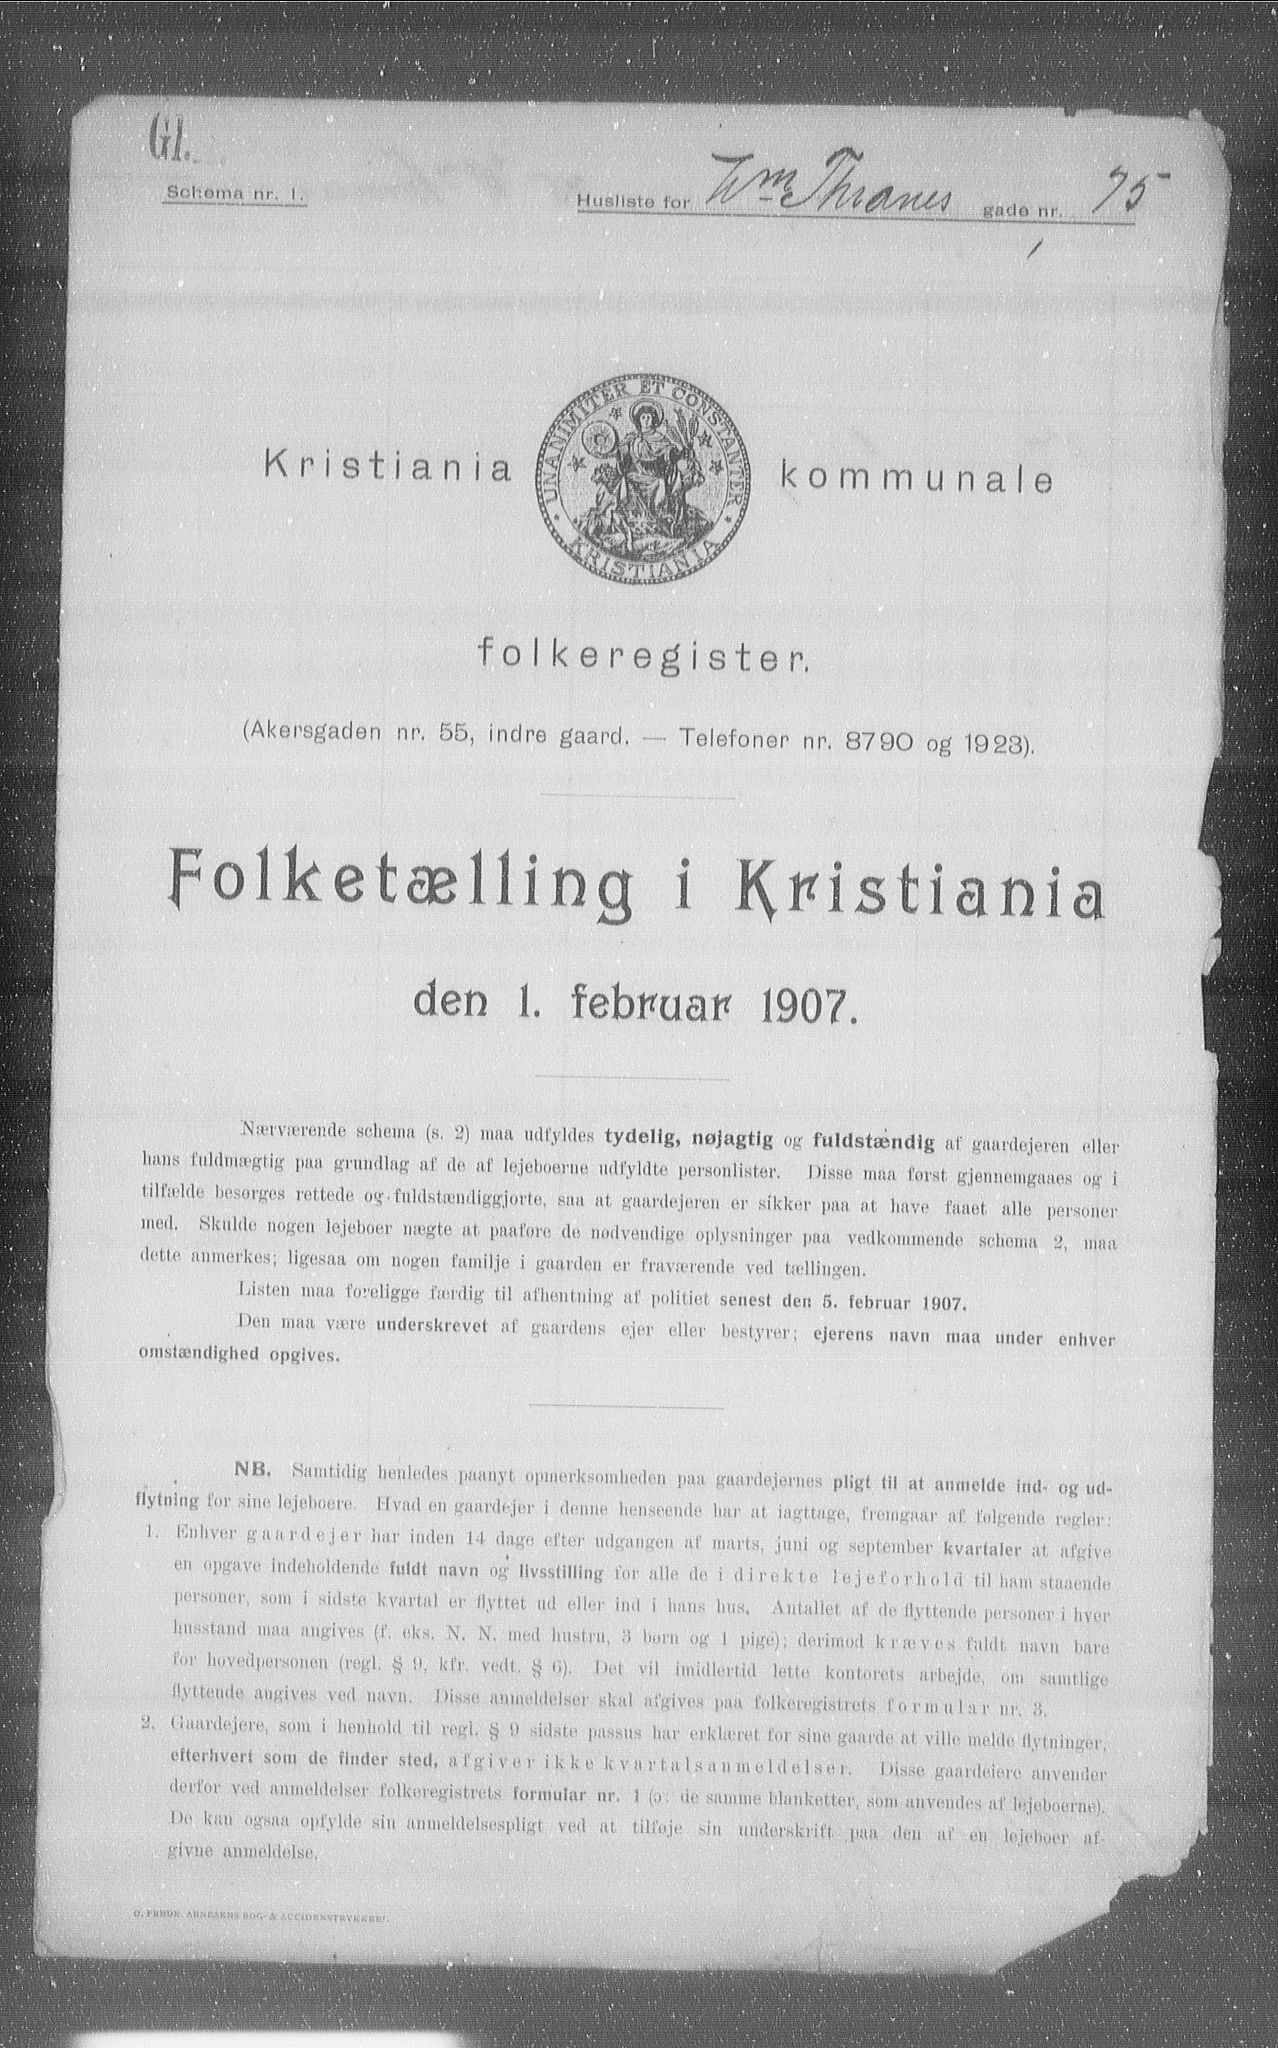 Gl.
Schema nr. 1.
Husliste for Wm Thranes gade nr. 75
UNANIMITER ET CONSTANTER
KRISTIANIA
Kristiania kommunale
folkeregister.
(Akersgaden nr. 55, indre gaard. — Telefoner nr. 8790 og 1923).
Folketælling i Kristiania
den 1. februar 1907.
Nærværende schema (s. 2) maa udfyldes tydelig, nøjagtig og fuldstændig af gaardejeren eller
hans fuldmægtig paa grundlag af de af lejeboerne udfyldte personlister. Disse maa først gjennemgaaes og i
tilfælde besørges rettede og fuldstændiggjorte, saa at gaardejeren er sikker paa at have faaet alle personer
med. Skulde nogen lejeboer nægte at paaføre de nødvendige oplysninger paa vedkommende schema 2, maa
dette anmerkes; ligesaa om nogen familje i gaarden er fraværende ved tællingen.
Listen maa foreligge færdig til afhentning af politiet senest den 5. februar 1907.
Den maa være underskrevet af gaardens ejer eller bestyrer; ejerens navn maa under enhver
omstændighed opgives.
NB. Samtidig henledes paanyt opmerksomheden paa gaardejernes pligt til at anmelde ind- og ud-
flytning for sine lejeboere. Hvad en gaardejer i denne henseende har at iagttage, fremgaar af følgende regler:
1. Enhver gaardejer har inden 14 dage efter udgangen af marts, juni og september kvartaler at afgive
en opgave indeholdende fuldt navn og livsstilling for alle de i direkte lejeforhold til ham staaende
personer, som i sidste kvartal er flyttet ud eller ind i hans hus. Antallet af de flyttende personer i hver
husstand maa angives (f. eks. N. N. med hustru, 3 børn og 1 pige); derimod kræves fuldt navn bare
for hovedpersonen (regl. § 9, kfr. vedt. § 6). Det vil imidlertid lette kontorets arbejde, om samtlige
flyttende angives ved navn. Disse anmeldelser skal afgives paa folkeregistrets formular nr. 3.
2. Gaardejere, som i henhold til regl. § 9 sidste passus har erklæret for sine gaarde at ville melde flytninger,
efterhvert som de finder sted, afgiver ikke kvartalsanmeldelser. Disse gaardejere anvender
derfor ved anmeldelser folkeregistrets formular nr. 1 (ɔ: de samme blanketter, som anvendes af lejeboerne).
De kan ogsaa opfylde sin anmeldelsespligt ved at tilføje sin underskrift paa den af en lejeboer af-
givne anmeldelse.
O. FREDR. ARNESENS BOG- & ACCIDENSTRYKKERI.